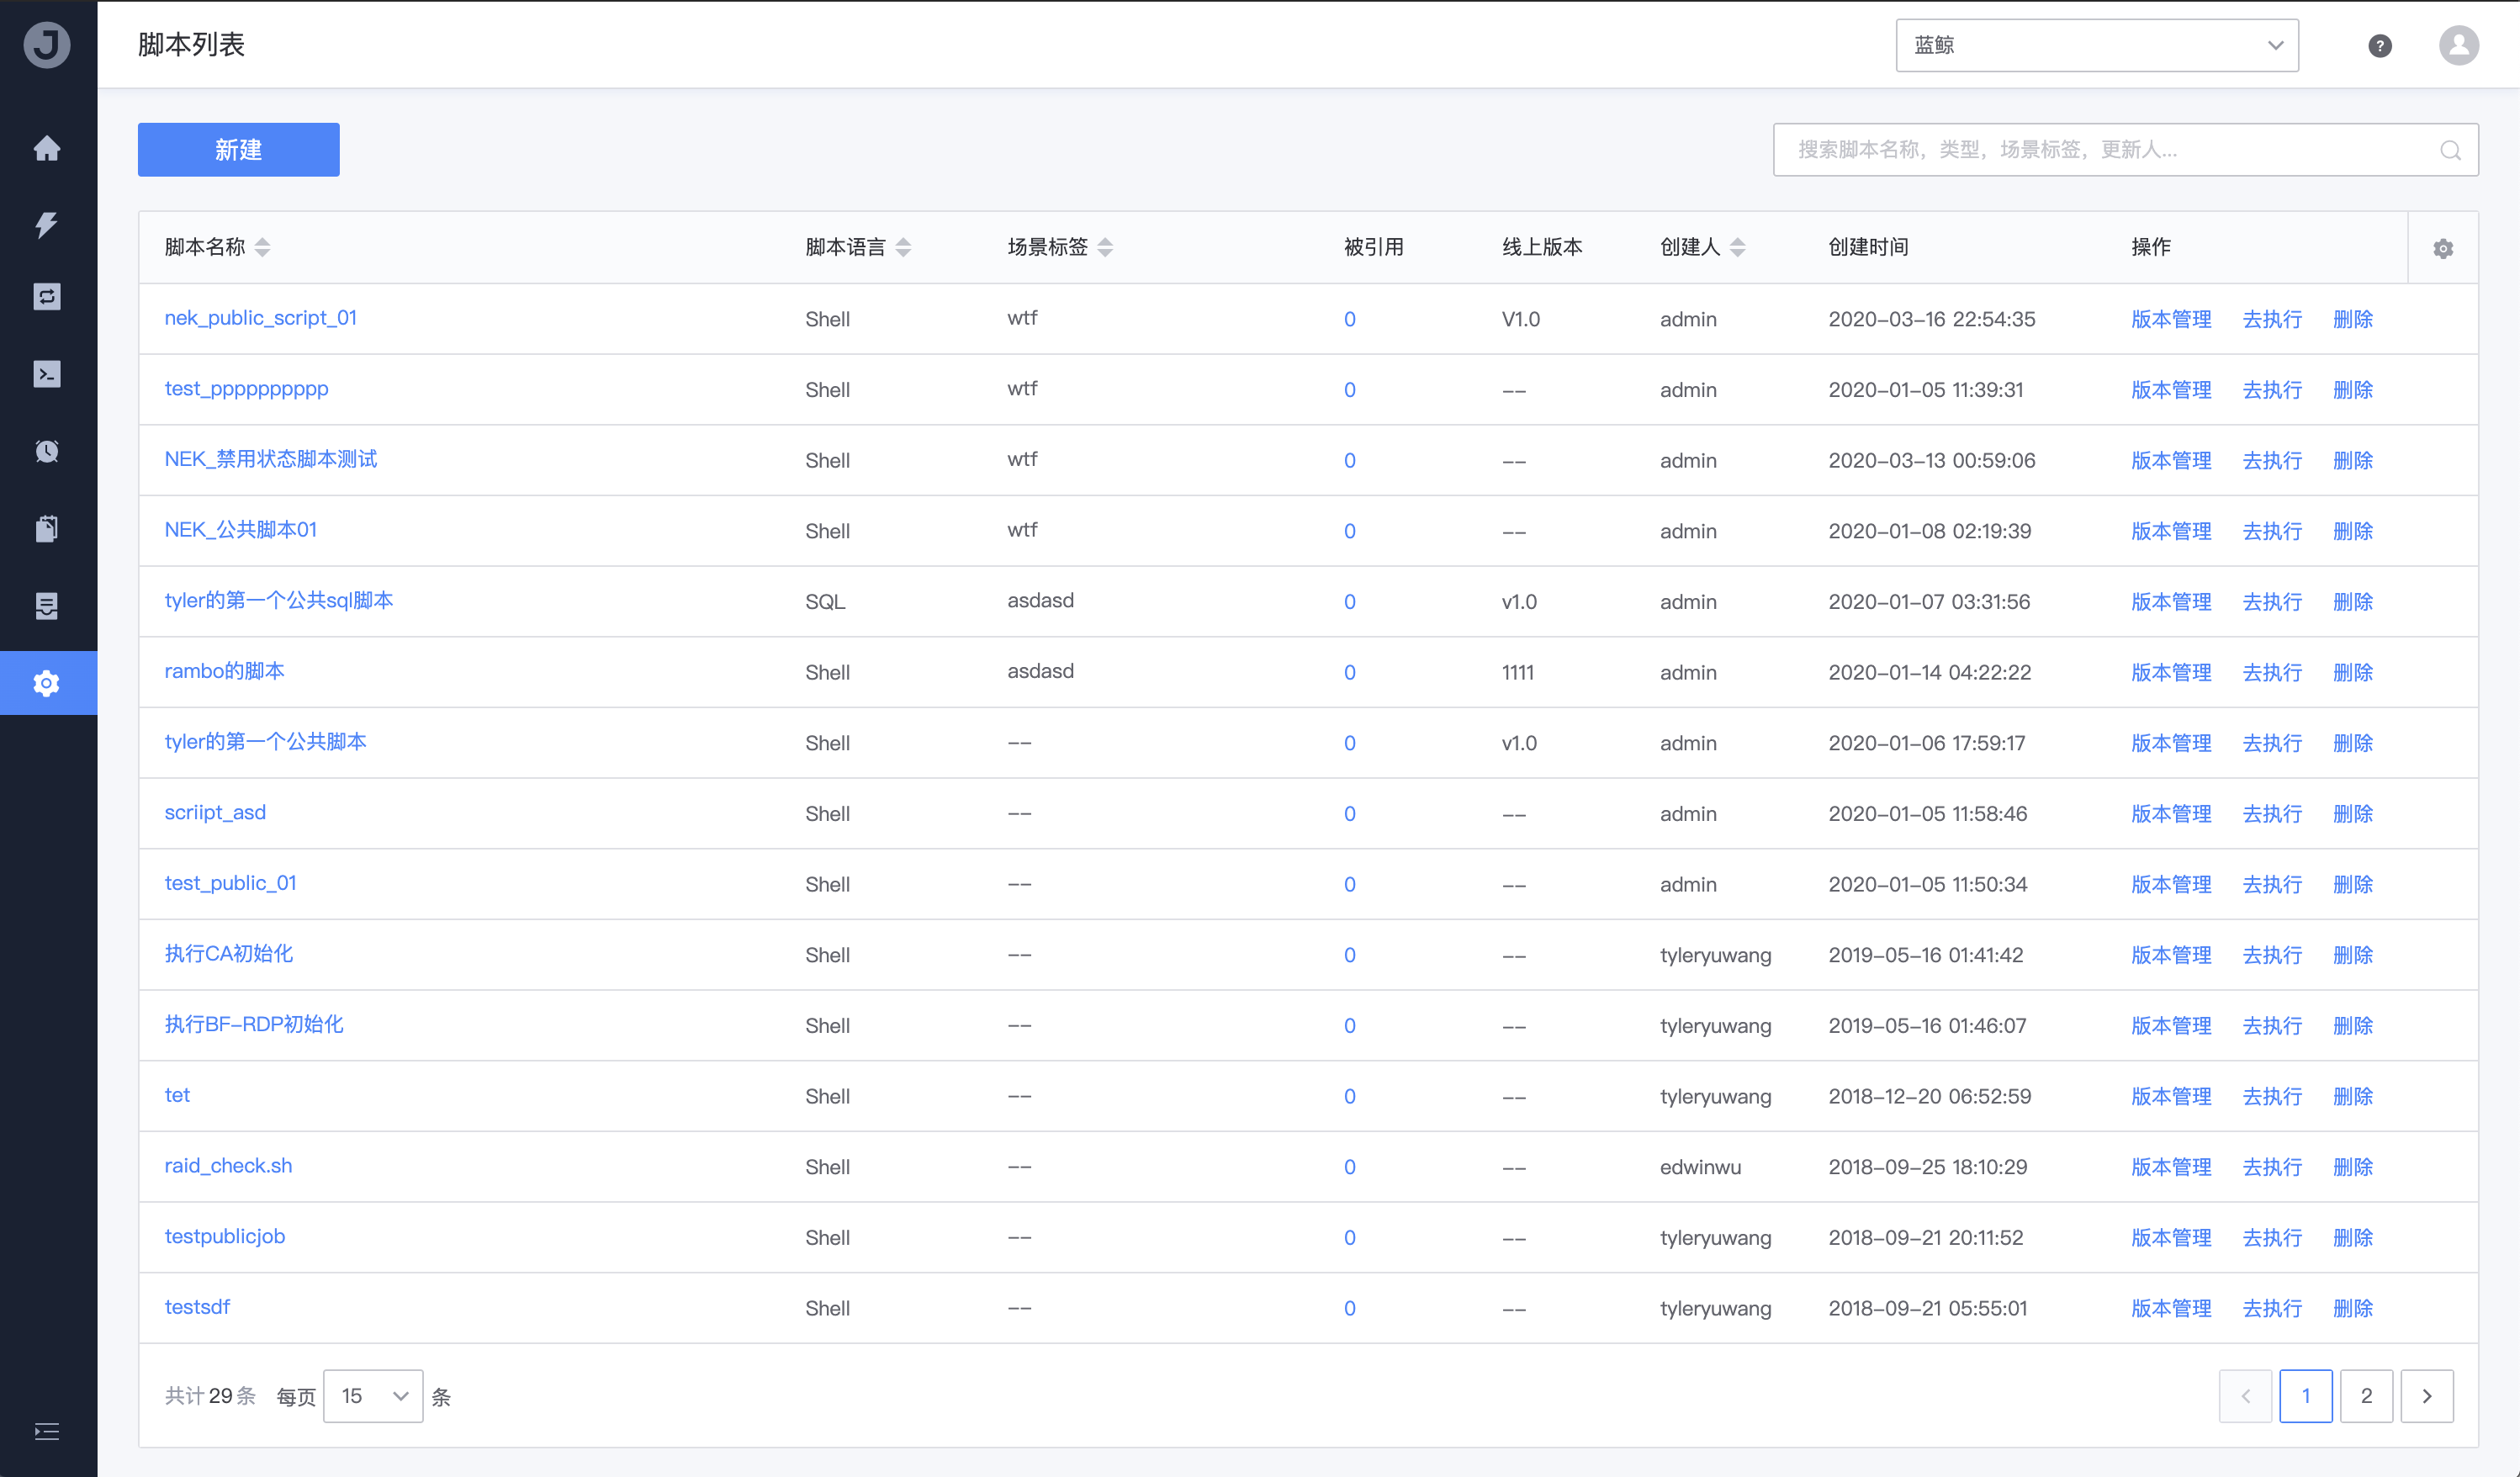 J
脚本列表
蓝鲸
?
新建
搜索脚本名称，类型，场景标签，更新人...
脚本名称 脚本语言 场景标签 被引用 线上版本 创建人 创建时间 操作
nek_public_script_01 Shell wtf 0 V1.0 admin 2020-03-16 22:54:35 版本管理 去执行 删除
test_pppppppppp Shell wtf 0 -- admin 2020-01-05 11:39:31 版本管理 去执行 删除
NEK_禁用状态脚本测试 Shell wtf 0 -- admin 2020-03-13 00:59:06 版本管理 去执行 删除
NEK_公共脚本01 Shell wtf 0 -- admin 2020-01-08 02:19:39 版本管理 去执行 删除
tyler的第一个公共sql脚本 SQL asdasd 0 v1.0 admin 2020-01-07 03:31:56 版本管理 去执行 删除
rambo的脚本 Shell asdasd 0 1111 admin 2020-01-14 04:22:22 版本管理 去执行 删除
tyler的第一个公共脚本 Shell -- 0 v1.0 admin 2020-01-06 17:59:17 版本管理 去执行 删除
scriipt_asd Shell -- 0 -- admin 2020-01-05 11:58:46 版本管理 去执行 删除
test_public_01 Shell -- 0 -- admin 2020-01-05 11:50:34 版本管理 去执行 删除
执行CA初始化 Shell -- 0 -- tyleryuwang 2019-05-16 01:41:42 版本管理 去执行 删除
执行BF-RDP初始化 Shell -- 0 -- tyleryuwang 2019-05-16 01:46:07 版本管理 去执行 删除
tet Shell -- 0 -- tyleryuwang 2018-12-20 06:52:59 版本管理 去执行 删除
raid_check.sh Shell -- 0 -- edwinwu 2018-09-25 18:10:29 版本管理 去执行 删除
testpublicjob Shell -- 0 -- tyleryuwang 2018-09-21 20:11:52 版本管理 去执行 删除
testsdf Shell -- 0 -- tyleryuwang 2018-09-21 05:55:01 版本管理 去执行 删除
共计29条 每页 15 条 1 2